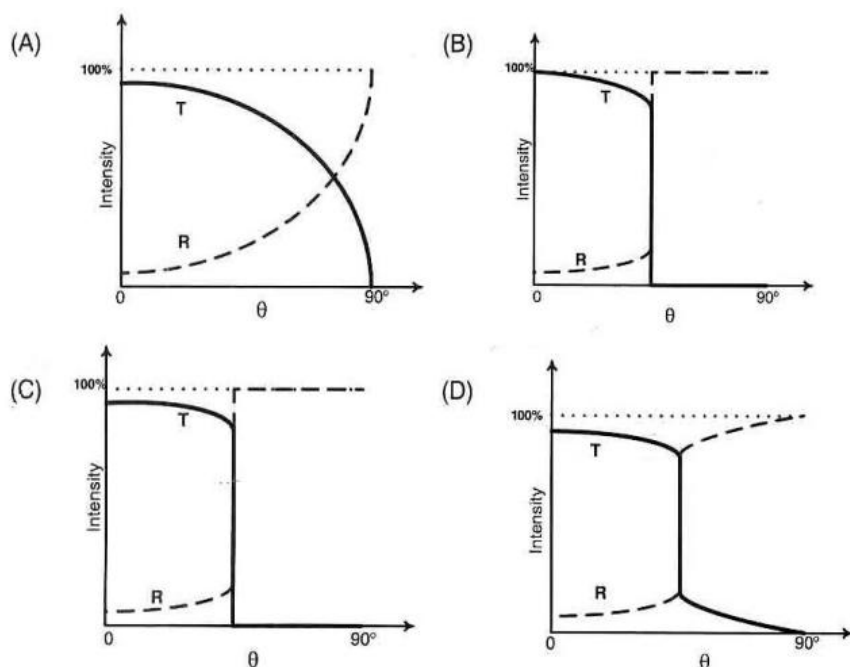 (A)
100%
T
Intensity
R
0
90°
θ
(B)
100%
T
Intensity
R
0
90°
θ
(C)
100%
T
Intensity
R
0
90°
θ
(D)
100%
T
Intensity
R
0
90°
θ